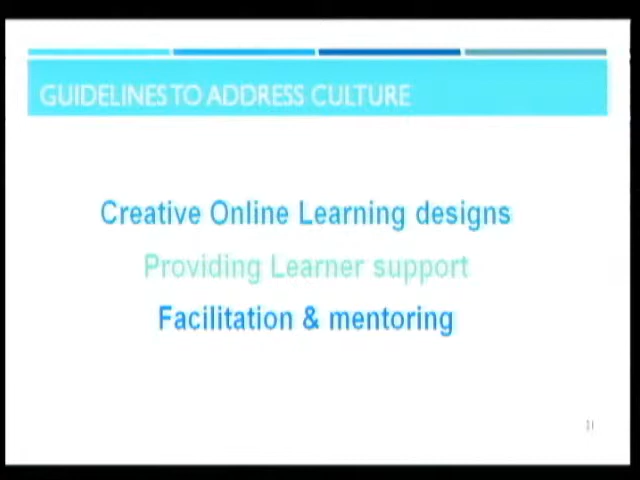 GUIDELINES TO ADDRESS CULTURE
Creative Online Learning designs
Providing Learner support
Facilitation & mentoring